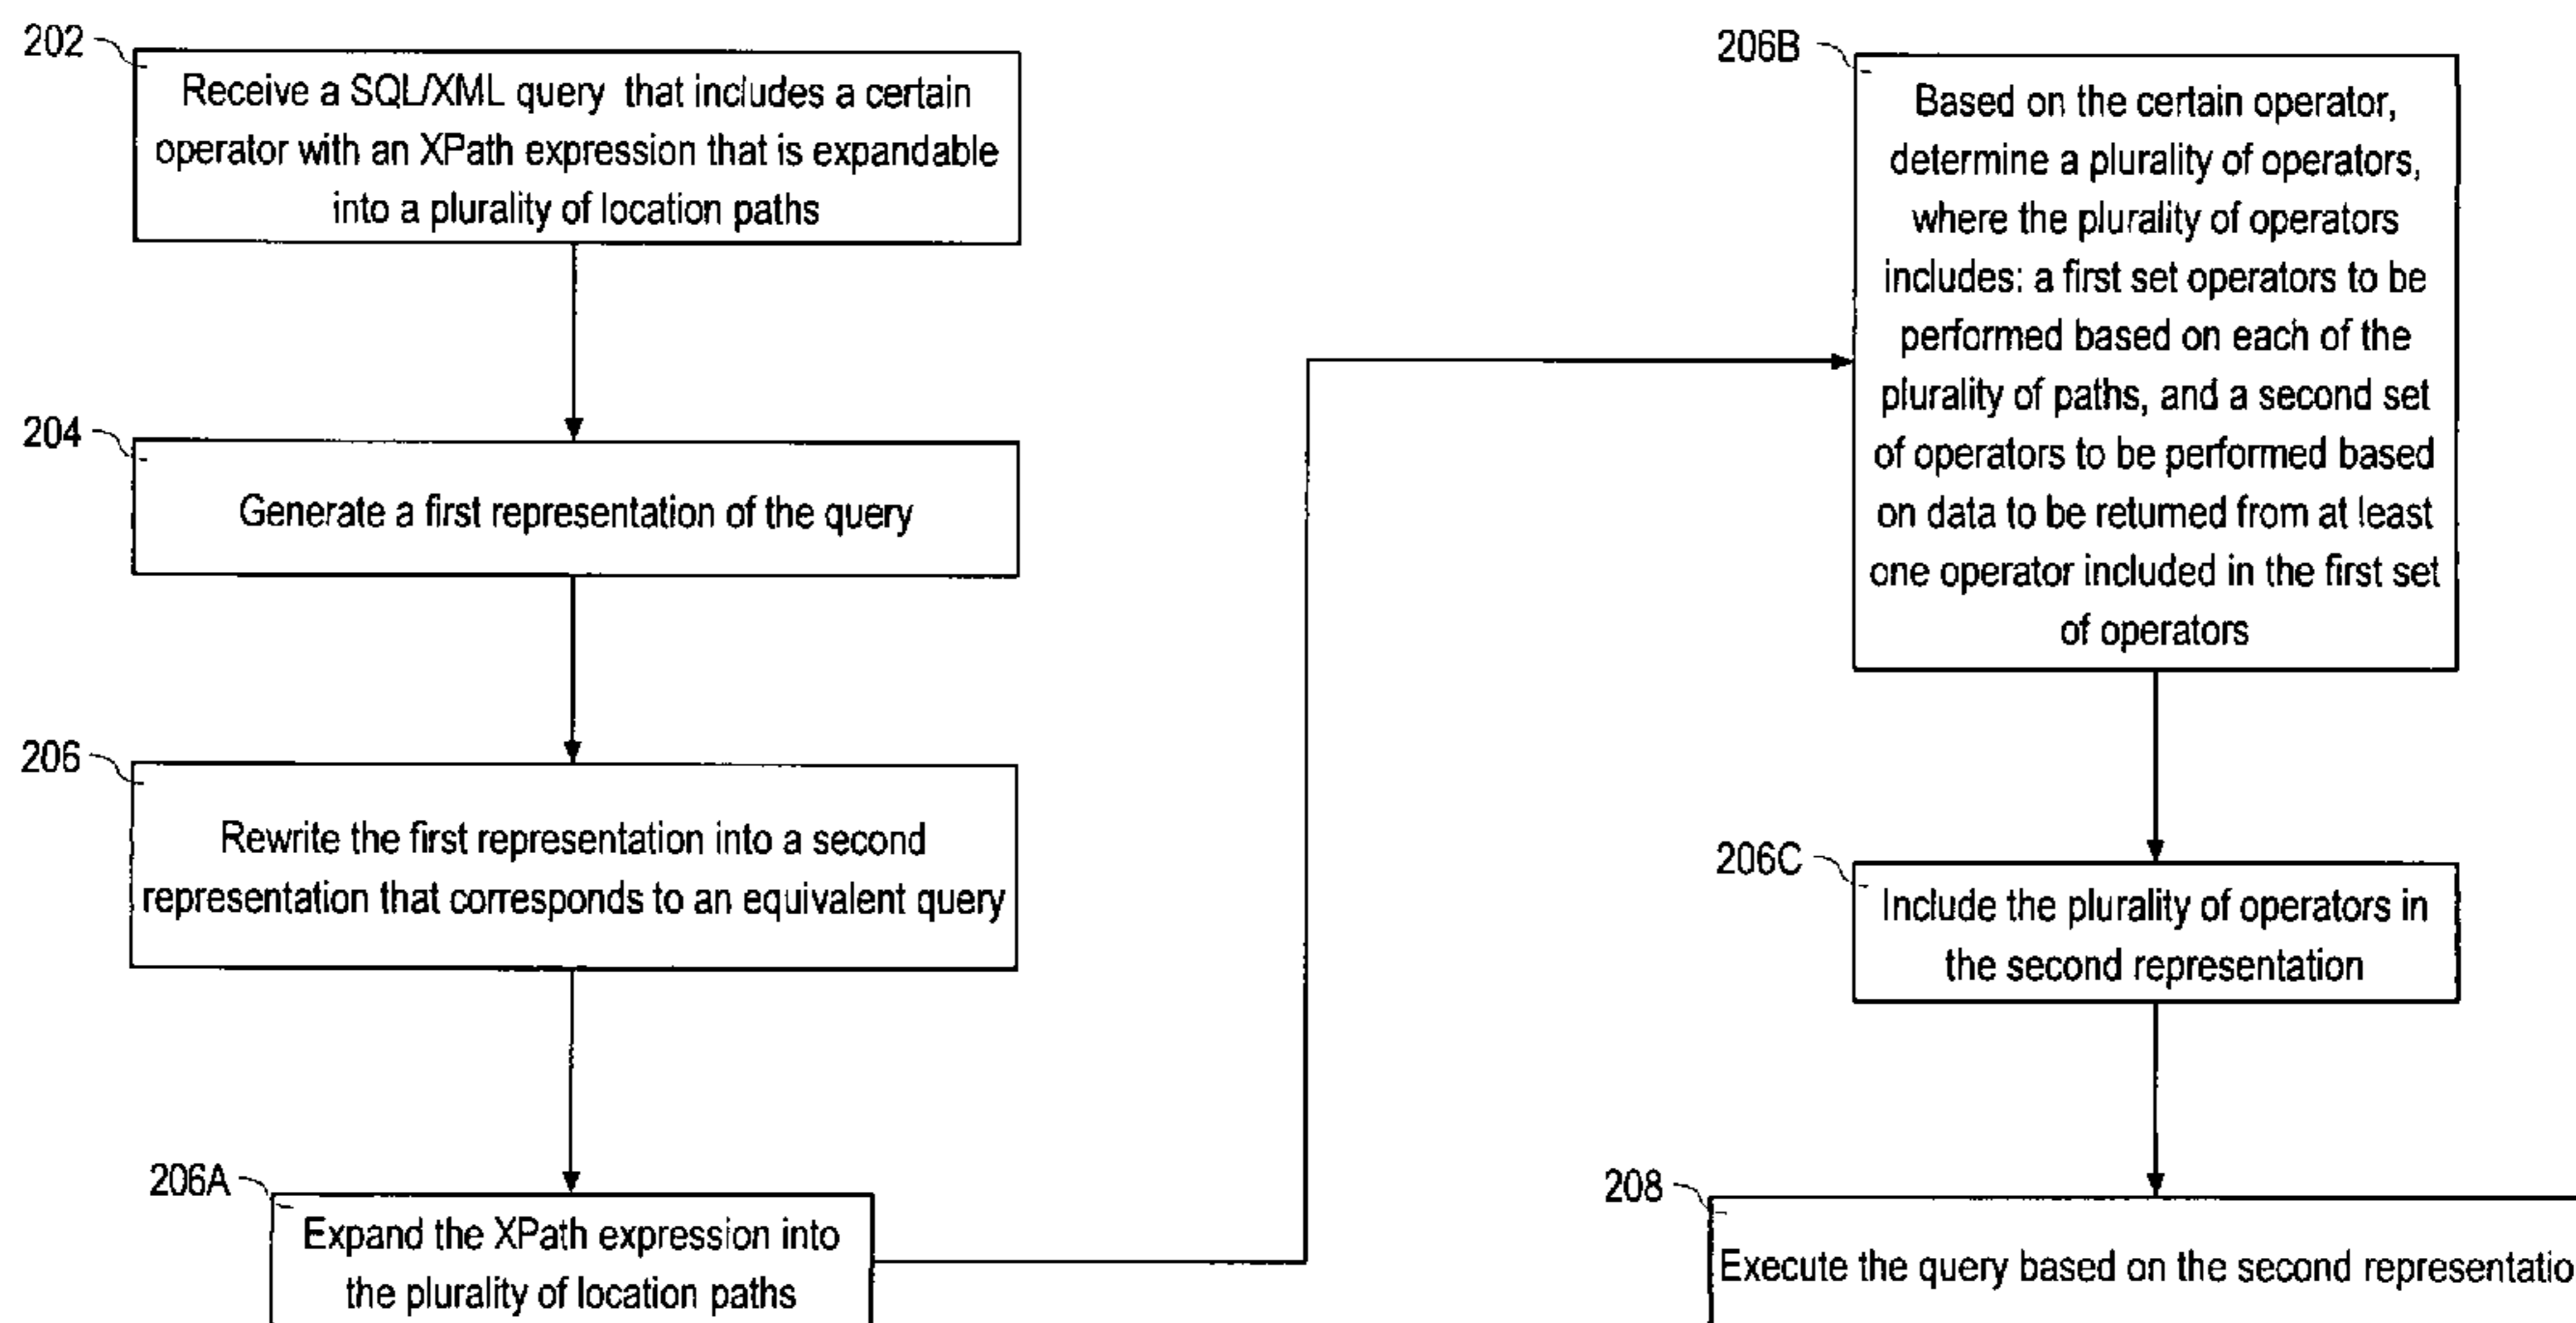 202
Receive a SQL/XML query that includes a certain
operator with an XPath expression that is expandable
into a plurality of location paths
204
Generate a first representation of the query
206
Rewrite the first representation into a second
representation that corresponds to an equivalent query
206A
Expand the XPath expression into
the plurality of location paths
206B
Based on the certain operator,
determine a plurality of operators,
where the plurality of operators
includes: a first set operators to be
performed based on each of the
plurality of paths, and a second set
of operators to be performed based
on data to be returned from at least
one operator included in the first set
of operators
206C
Include the plurality of operators in
the second representation
208
Execute the query based on the second representatio